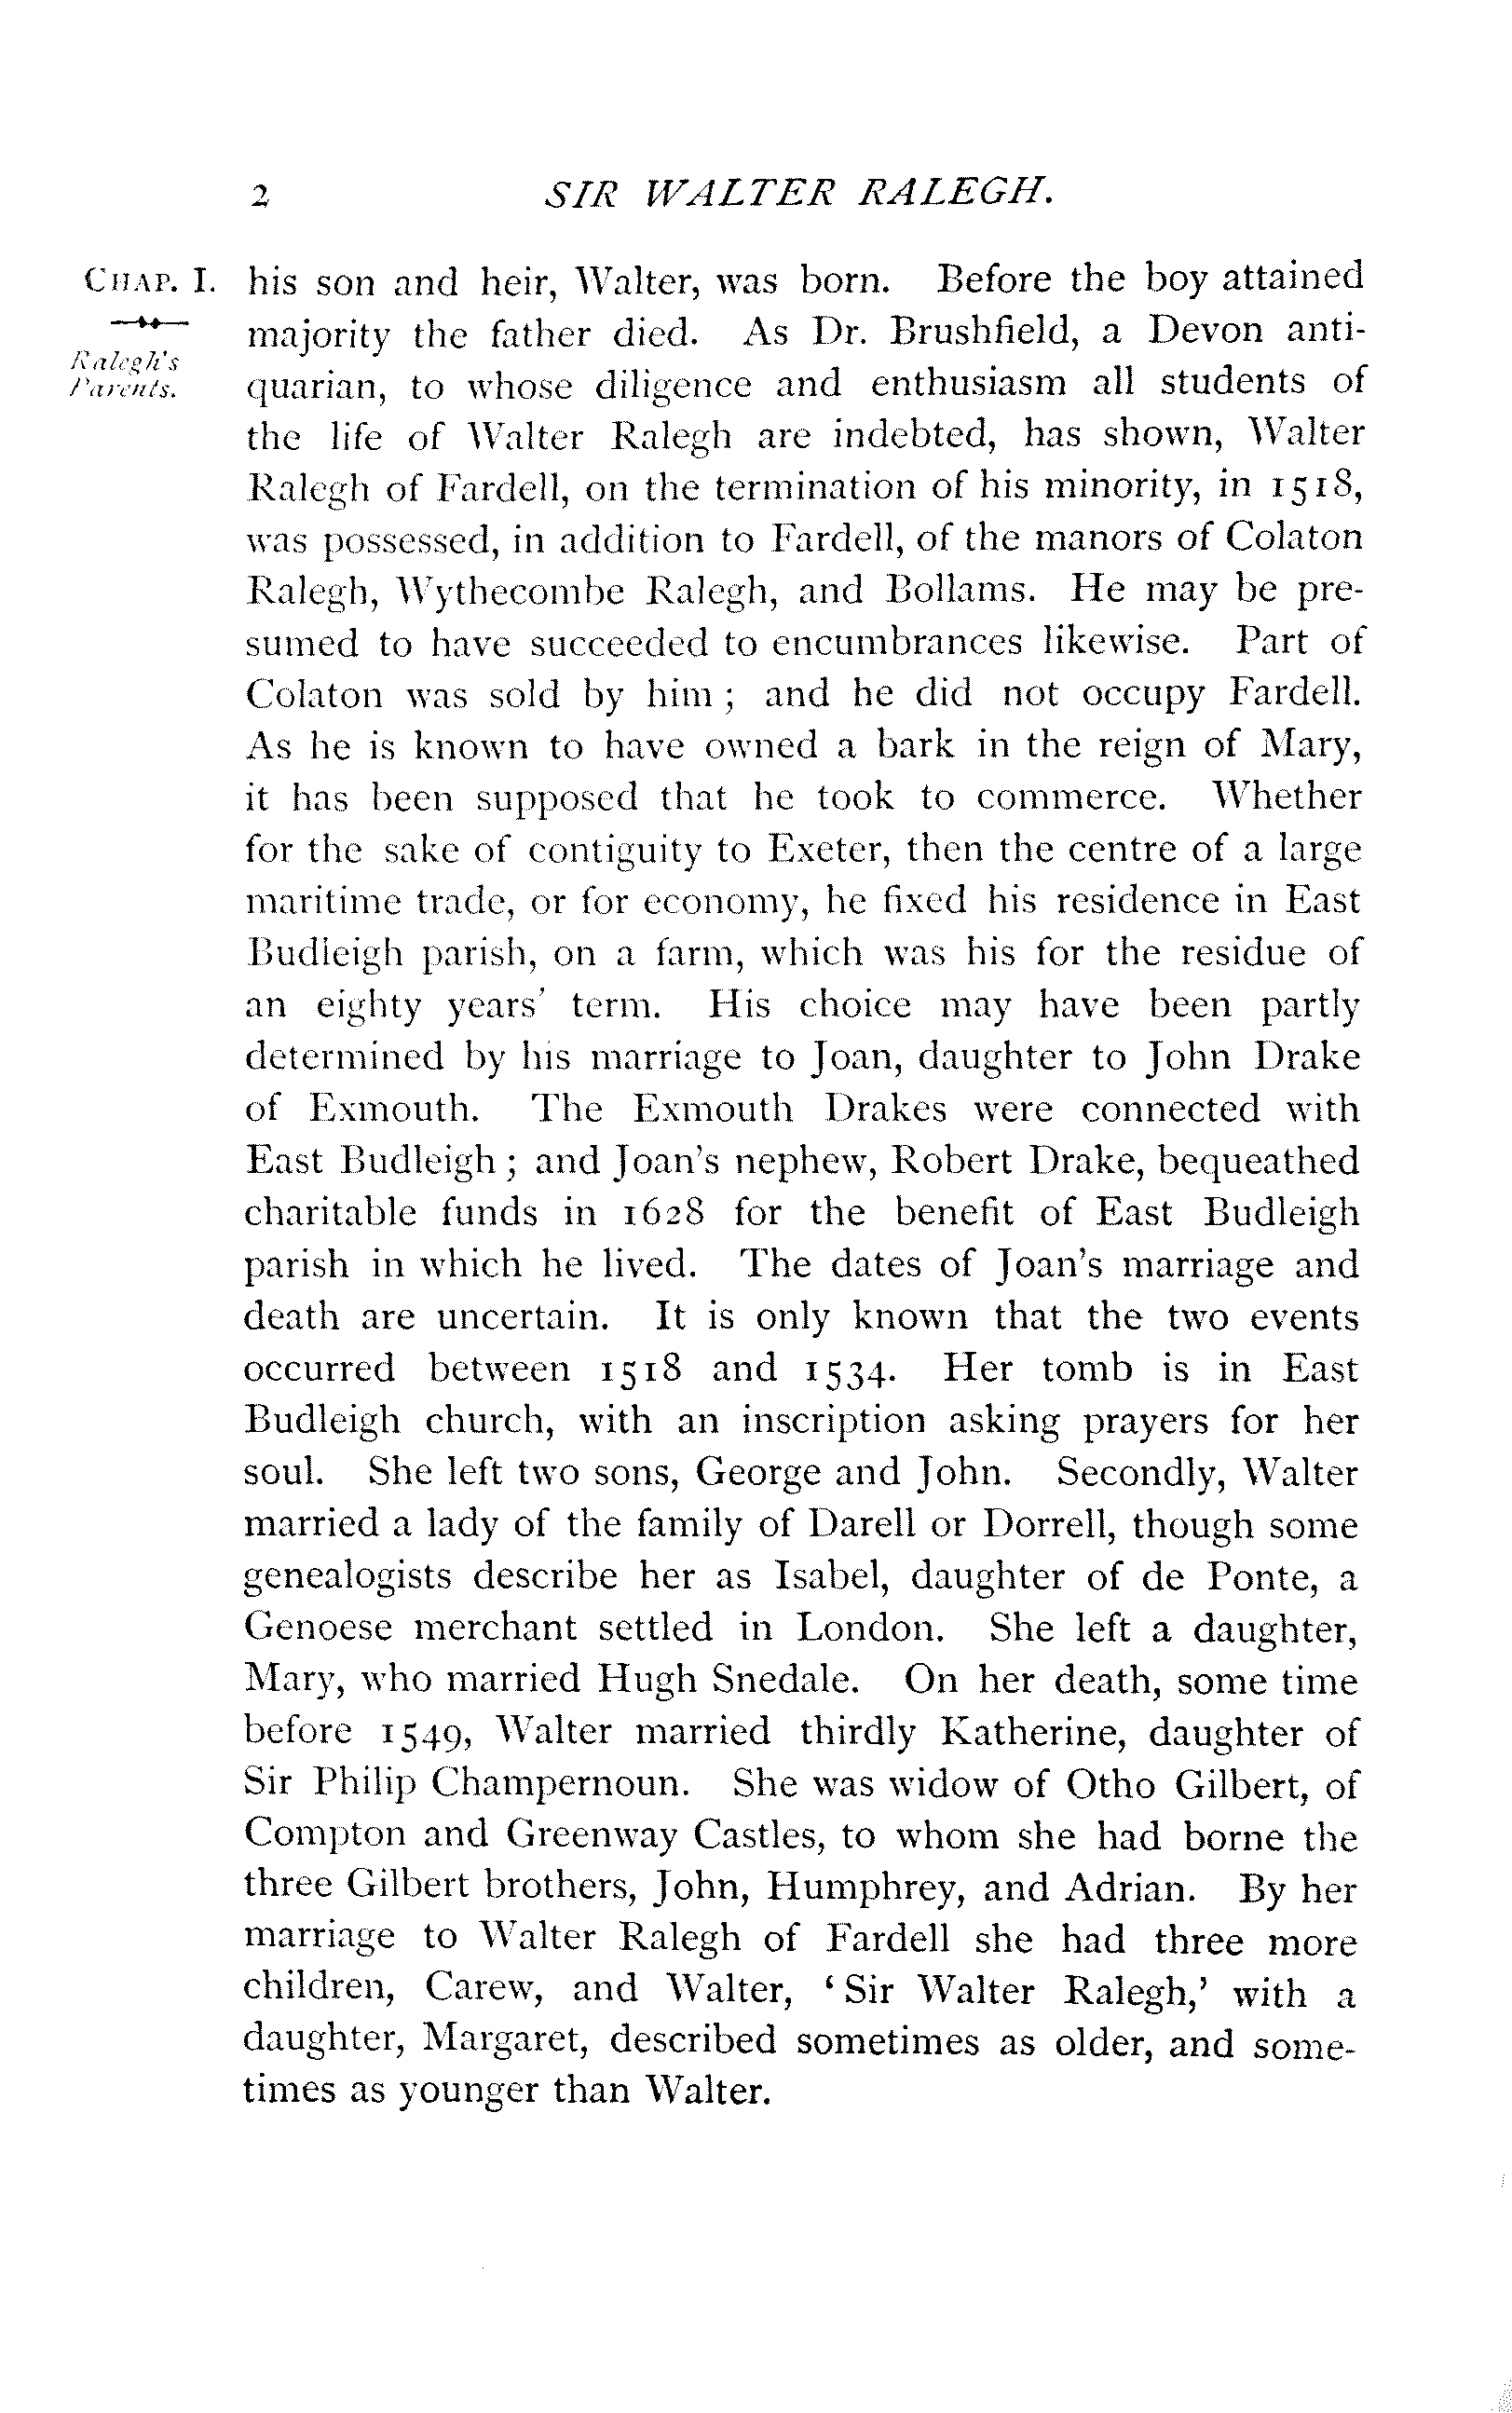 2 SIR WALTER RALEGH.
CHAP. I.
Ralegh's
Parents.
his son and heir, Walter, was born. Before the boy attained
majority the father died. As Dr. Brushfield, a Devon anti-
quarian, to whose diligence and enthusiasm all students of
the life of Walter Ralegh are indebted, has shown, Walter
Ralegh of Fardell, on the termination of his minority, in 1518,
was possessed, in addition to Fardell, of the manors of Colaton
Ralegh, Wythecombe Ralegh, and Bollams. He may be pre-
sumed to have succeeded to encumbrances likewise. Part of
Colaton was sold by him ; and he did not occupy Fardell.
As he is known to have owned a bark in the reign of Mary,
it has been supposed that he took to commerce. Whether
for the sake of contiguity to Exeter, then the centre of a large
maritime trade, or for economy, he fixed his residence in East
Budleigh parish, on a farm, which was his for the residue of
an eighty years' term. His choice may have been partly
determined by his marriage to Joan, daughter to John Drake
of Exmouth. The Exmouth Drakes were connected with
East Budleigh ; and Joan's nephew, Robert Drake, bequeathed
charitable funds in 1628 for the benefit of East Budleigh
parish in which he lived. The dates of Joan's marriage and
death are uncertain. It is only known that the two events
occurred between 1518 and 1534. Her tomb is in East
Budleigh church, with an inscription asking prayers for her
soul. She left two sons, George and John. Secondly, Walter
married a lady of the family of Darell or Dorrell, though some
genealogists describe her as Isabel, daughter of de Ponte, a
Genoese merchant settled in London. She left a daughter,
Mary, who married Hugh Snedale. On her death, some time
before 1549, Walter married thirdly Katherine, daughter of
Sir Philip Champernoun. She was widow of Otho Gilbert, of
Compton and Greenway Castles, to whom she had borne the
three Gilbert brothers, John, Humphrey, and Adrian. By her
marriage to Walter Ralegh of Fardell she had three more
children, Carew, and Walter, ‘Sir Walter Ralegh,’ with a
daughter, Margaret, described sometimes as older, and some-
times as younger than Walter.